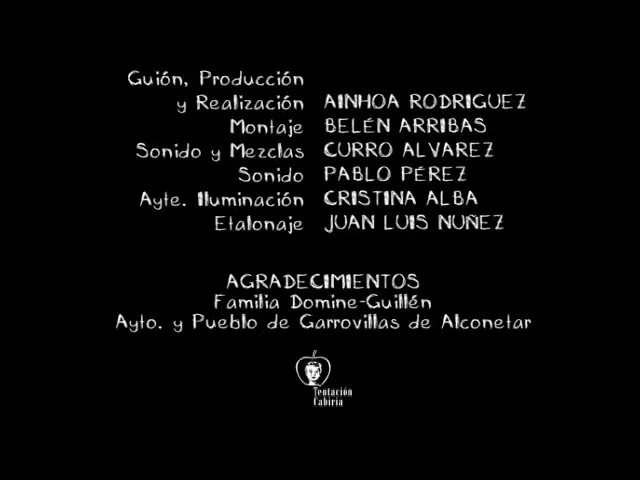 Guión, Producción
y Realización AINHOA RODRIGUEZ
Montaje BELÉN ARRIBAS
Sonido y Mezclas CURRO ALVAREZ
Sonido PABLO PÉREZ
Ayte. Iluminación CRISTINA ALBA
Etalonaje JUAN LUIS NUÑEZ
AGRADECIMIENTOS
Familia Domine-Guillén
Ayto. y Pueblo de Garrovillas de Alconetar
Tentación
Cabiria